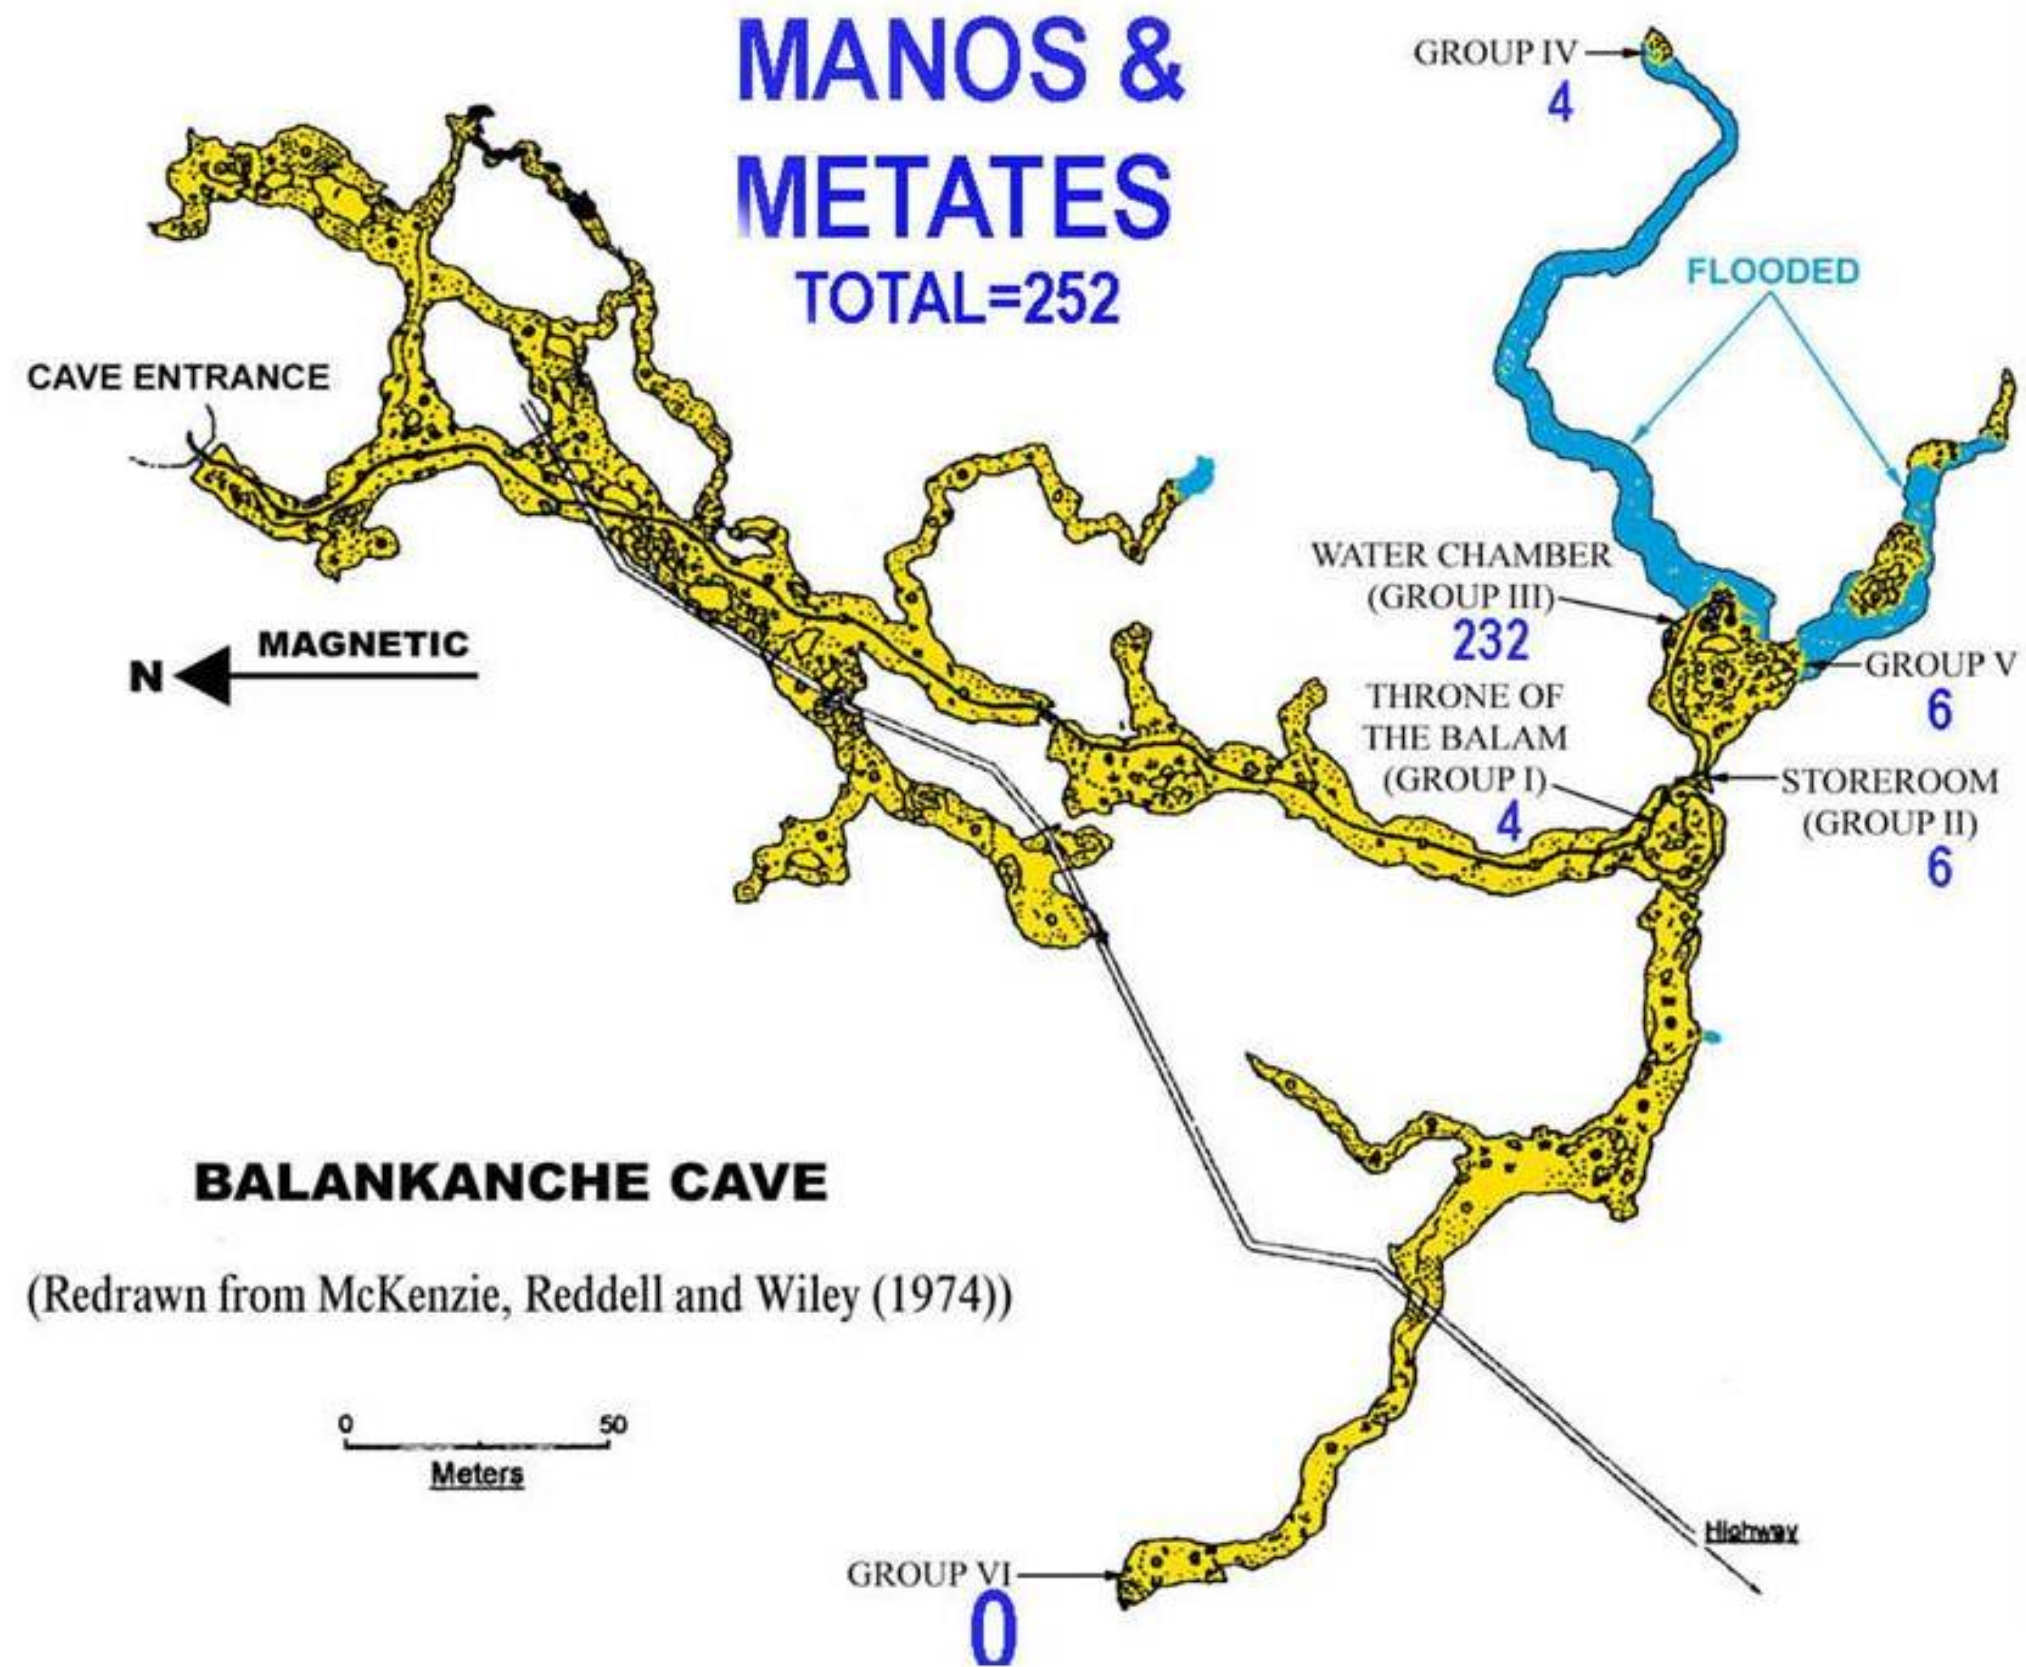 MANOS &
METATES
TOTAL=252
GROUP IV
4
FLOODED
CAVE ENTRANCE
WATER CHAMBER
(GROUP III)
232
N
MAGNETIC
GROUP V
6
THRONE OF
THE BALAM
(GROUP I)
4
STOREROOM
(GROUP II)
6
BALANKANCHE CAVE
(Redrawn from McKenzie, Reddell and Wiley (1974))
0 50
Meters
Highway
GROUP VI
0